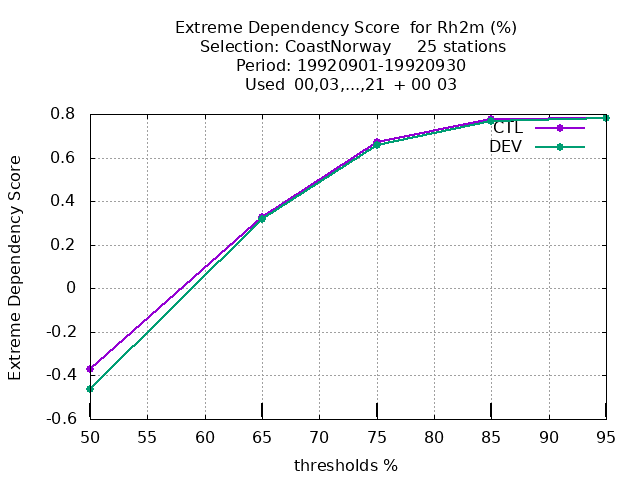 Extreme Dependency Score  for Rh2m (%)
Selection: CoastNorway     25 stations
Period: 19920901-19920930
Used  00,03,...,21  + 00 03
0.8
CTL
DEV
0.6
0.4
0.2
0
-0.2
-0.4
-0.6
Extreme Dependency Score
50 55 60 65 70 75 80 85 90 95
thresholds %